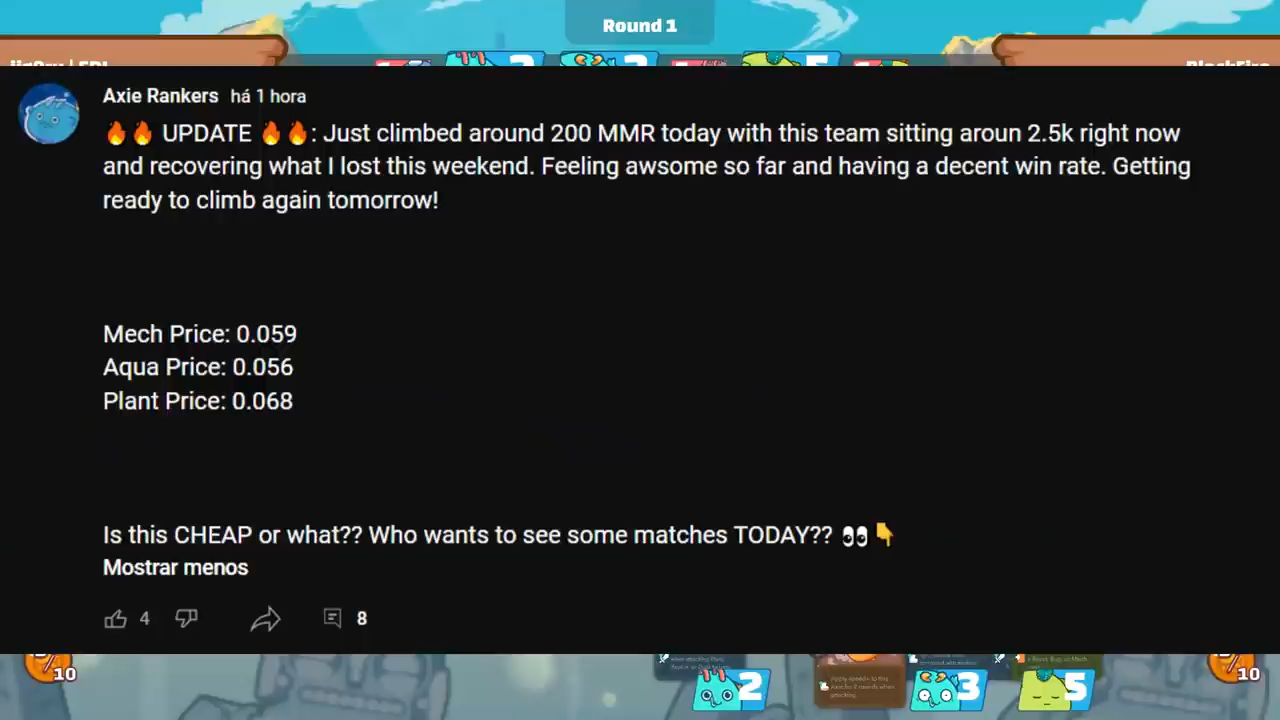 Round 1
Axie Rankers há 1 hora
🔥🔥 UPDATE 🔥🔥: Just climbed around 200 MMR today with this team sitting aroun 2.5k right now
and recovering what I lost this weekend. Feeling awsome so far and having a decent win rate. Getting
ready to climb again tomorrow!
Mech Price: 0.059
Aqua Price: 0.056
Plant Price: 0.068
Is this CHEAP or what?? Who wants to see some matches TODAY?? 👀👇
Mostrar menos
4 8
/10 2 3 5 /10